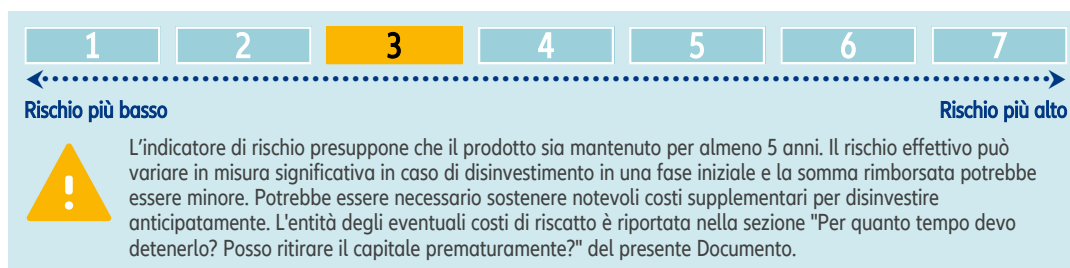 1 2 3 4 5 6 7
Rischio più basso Rischio più alto
L'indicatore di rischio presuppone che il prodotto sia mantenuto per almeno 5 anni. Il rischio effettivo può
variare in misura significativa in caso di disinvestimento in una fase iniziale e la somma rimborsata potrebbe
essere minore. Potrebbe essere necessario sostenere notevoli costi supplementari per disinvestire
anticipatamente. L'entità degli eventuali costi di riscatto è riportata nella sezione "Per quanto tempo devo
detenerlo? Posso ritirare il capitale prematuramente?" del presente Documento.